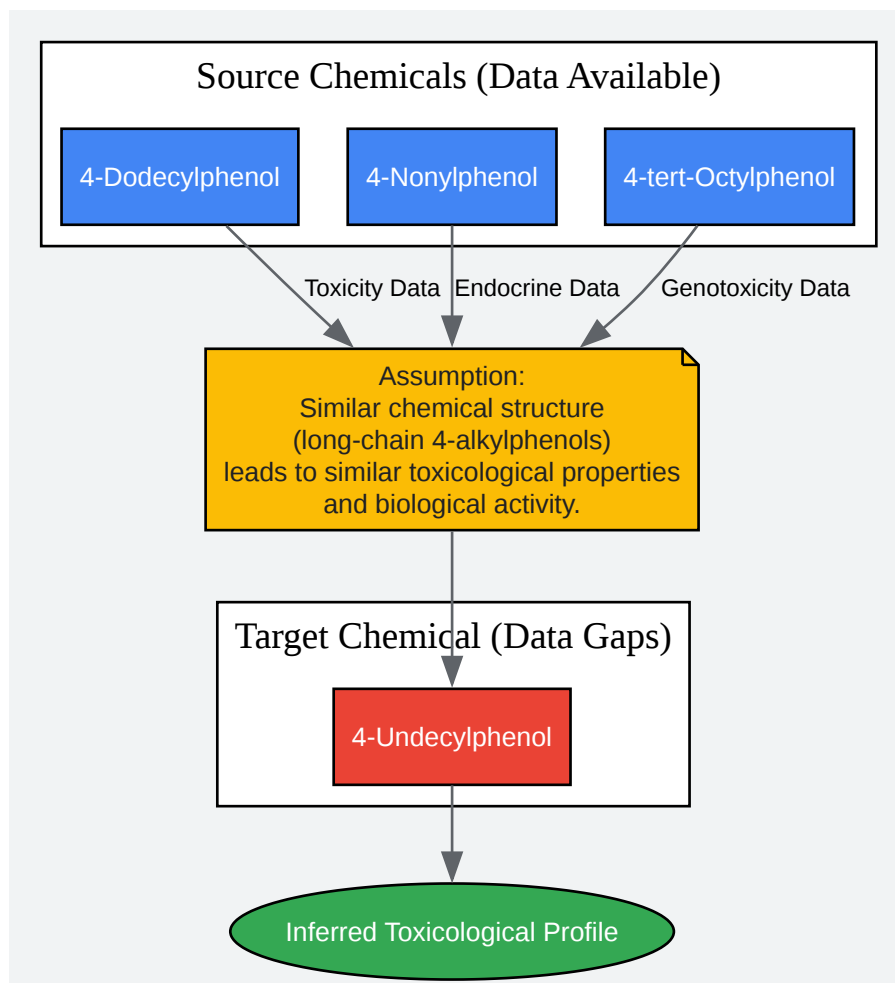 Source Chemicals (Data Available)
4-Dodecylphenol
4-Nonylphenol
4-tert-Octylphenol
Toxicity Data
Endocrine Data
Genotoxicity Data
Assumption:
Similar chemical structure
(long-chain 4-alkylphenols)
leads to similar toxicological properties
and biological activity.
Target Chemical (Data Gaps)
4-Undecylphenol
Inferred Toxicological Profile